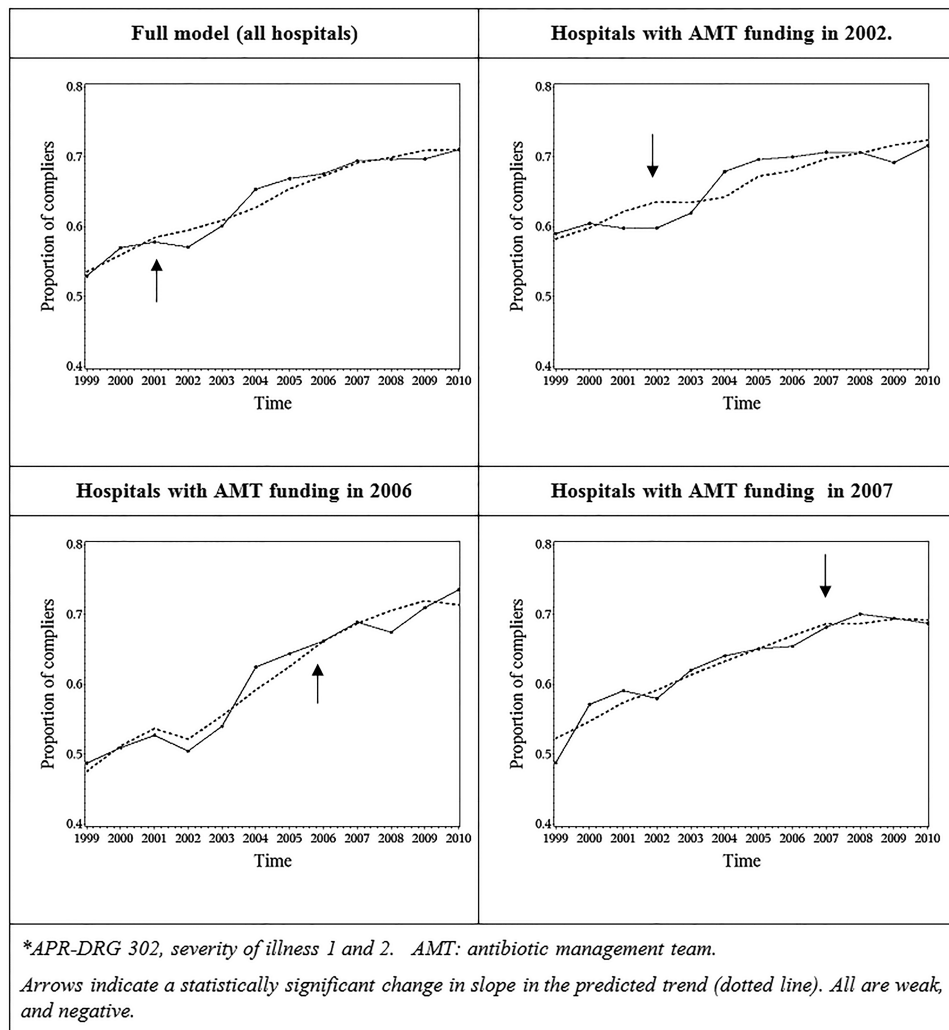 Full model (all hospitals)
Hospitals with AMT funding in 2002.
0.8
0.7
0.6
0.5
0.4
Proportion of compliers
1999 2000 2001 2002 2003 2004 2005 2006 2007 2008 2009 2010
Time
0.8
0.7
0.6
0.5
0.4
Proportion of compliers
1999 2000 2001 2002 2003 2004 2005 2006 2007 2008 2009 2010
Time
Hospitals with AMT funding in 2006
Hospitals with AMT funding in 2007
0.8
0.7
0.6
0.5
0.4
Proportion of compliers
1999 2000 2001 2002 2003 2004 2005 2006 2007 2008 2009 2010
Time
0.8
0.7
0.6
0.5
0.4
Proportion of compliers
1999 2000 2001 2002 2003 2004 2005 2006 2007 2008 2009 2010
Time
*APR-DRG 302, severity of illness 1 and 2. AMT: antibiotic management team.
Arrows indicate a statistically significant change in slope in the predicted trend (dotted line). All are weak,
and negative.